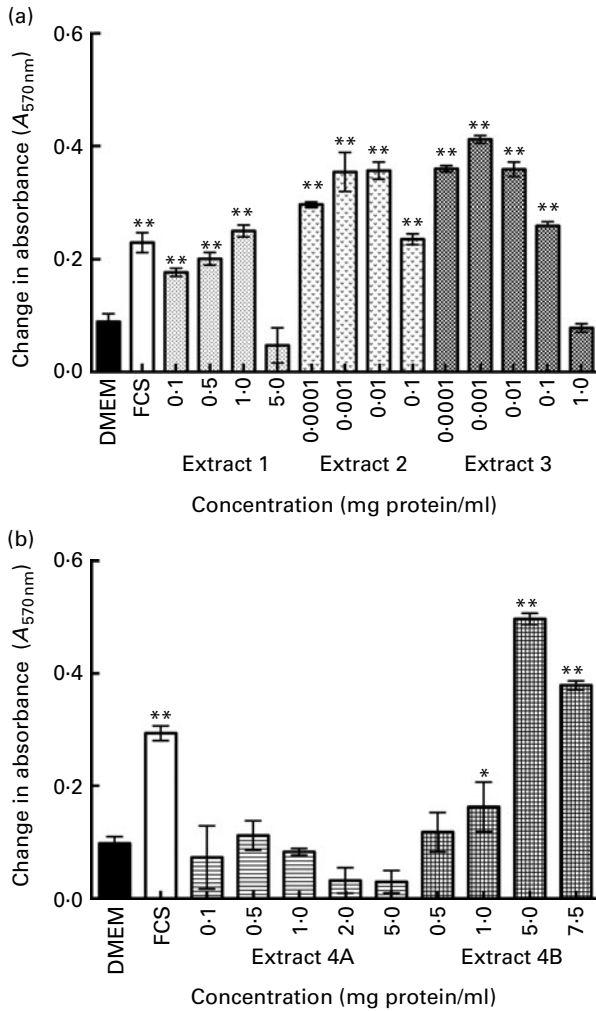 (a)
0·6
0·4
0·2
0·0
Change in absorbance (A570 nm)
** ** ** ** ** ** ** ** ** ** ** **
DMEM FCS 0·1 0·5 1·0 5·0 0·0001 0·001 0·01 0·1 0·0001 0·001 0·01 0·1 1·0
Extract 1 Extract 2 Extract 3
Concentration (mg protein/ml)
(b)
0·6
0·4
0·2
0·0
Change in absorbance (A570 nm)
** * ** **
DMEM FCS 0·1 0·5 1·0 2·0 5·0 0·5 1·0 5·0 7·5
Extract 4A Extract 4B
Concentration (mg protein/ml)